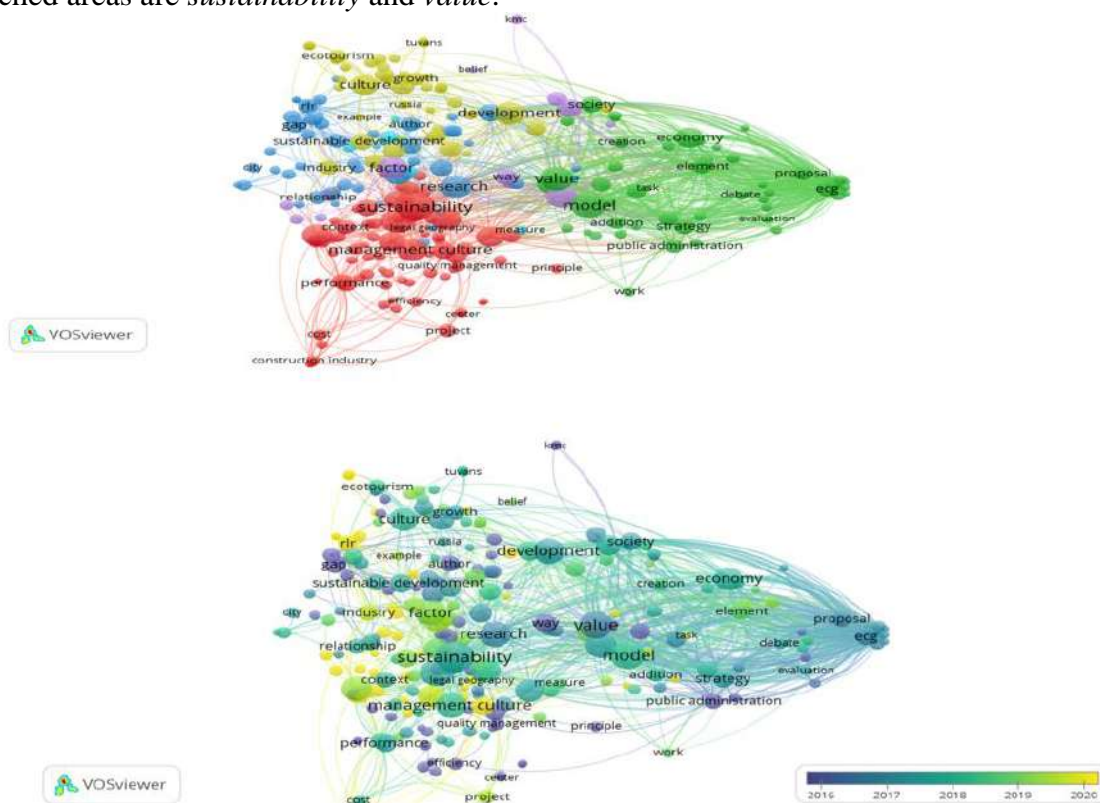 ched areas are sustainability and value.
kmc
tuvans
ecotourism
belief
growth
culture
rlr
russia
society
development
example
gap
author
creation
economy
sustainable development
city
industry
factor
element
way
value
proposal
research
task
debate
ecg
relationship
sustainability
model
evaluation
context
legal geography
measure
addition
strategy
management culture
public administration
quality management
principle
performance
work
efficiency
center
cost
project
construction industry
VOSviewer
kmc
tuvans
ecotourism
belief
growth
culture
rlr
russia
society
example
development
gap
author
sustainable development
creation
economy
city
industry
factor
element
way
value
proposal
research
task
debate
ecg
relationship
sustainability
model
evaluation
context
legal geography
measure
addition
strategy
management culture
public administration
quality management
principle
performance
work
efficiency
center
cost
project
VOSviewer
2016 2017 2018 2019 2020